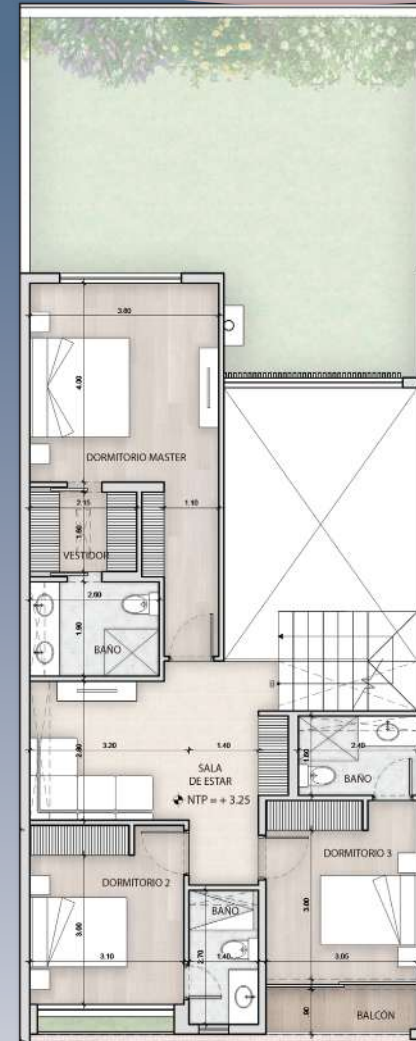 3.80
4.00
DORMITORIO MASTER
2.15
1.10
1.60
VESTIDOR
2.60
1.90
BAÑO
3.20
1.40
2.80
SALA
DE ESTAR
NTP = + 3.25
2.40
1.60
BAÑO
DORMITORIO 2
3.00
3.10
BAÑO
2.70
1.40
DORMITORIO 3
3.60
3.05
BALCÓN
.90